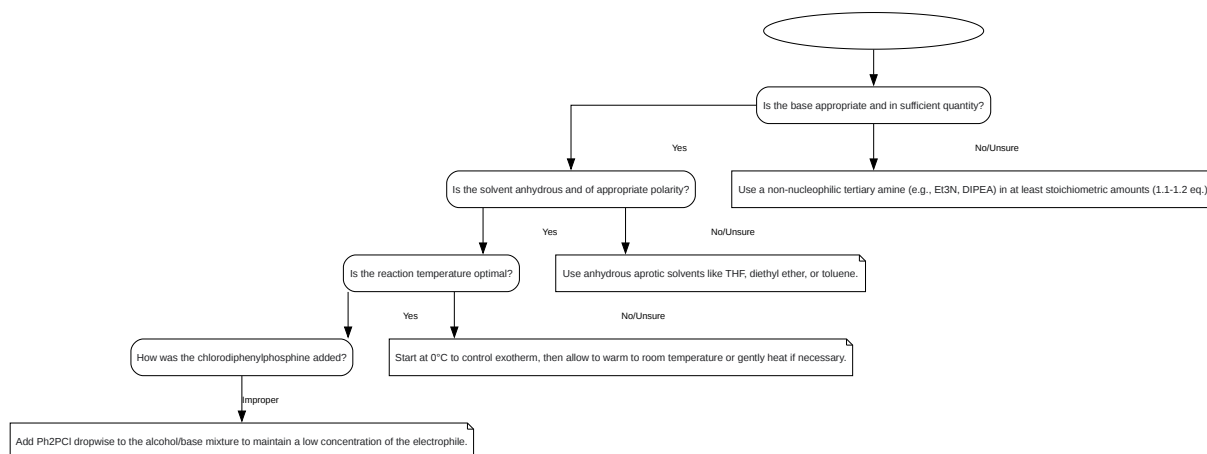 Is the base appropriate and in sufficient quantity?
Yes
No/Unsure
Is the solvent anhydrous and of appropriate polarity?
Use a non-nucleophilic tertiary amine (e.g., Et3N, DIPEA) in at least stoichiometric amounts (1.1-1.2 eq.)
Yes
No/Unsure
Is the reaction temperature optimal?
Use anhydrous aprotic solvents like THF, diethyl ether, or toluene.
Yes
No/Unsure
How was the chlorodiphenylphosphine added?
Start at 0°C to control exotherm, then allow to warm to room temperature or gently heat if necessary.
Improper
Add Ph2PCl dropwise to the alcohol/base mixture to maintain a low concentration of the electrophile.